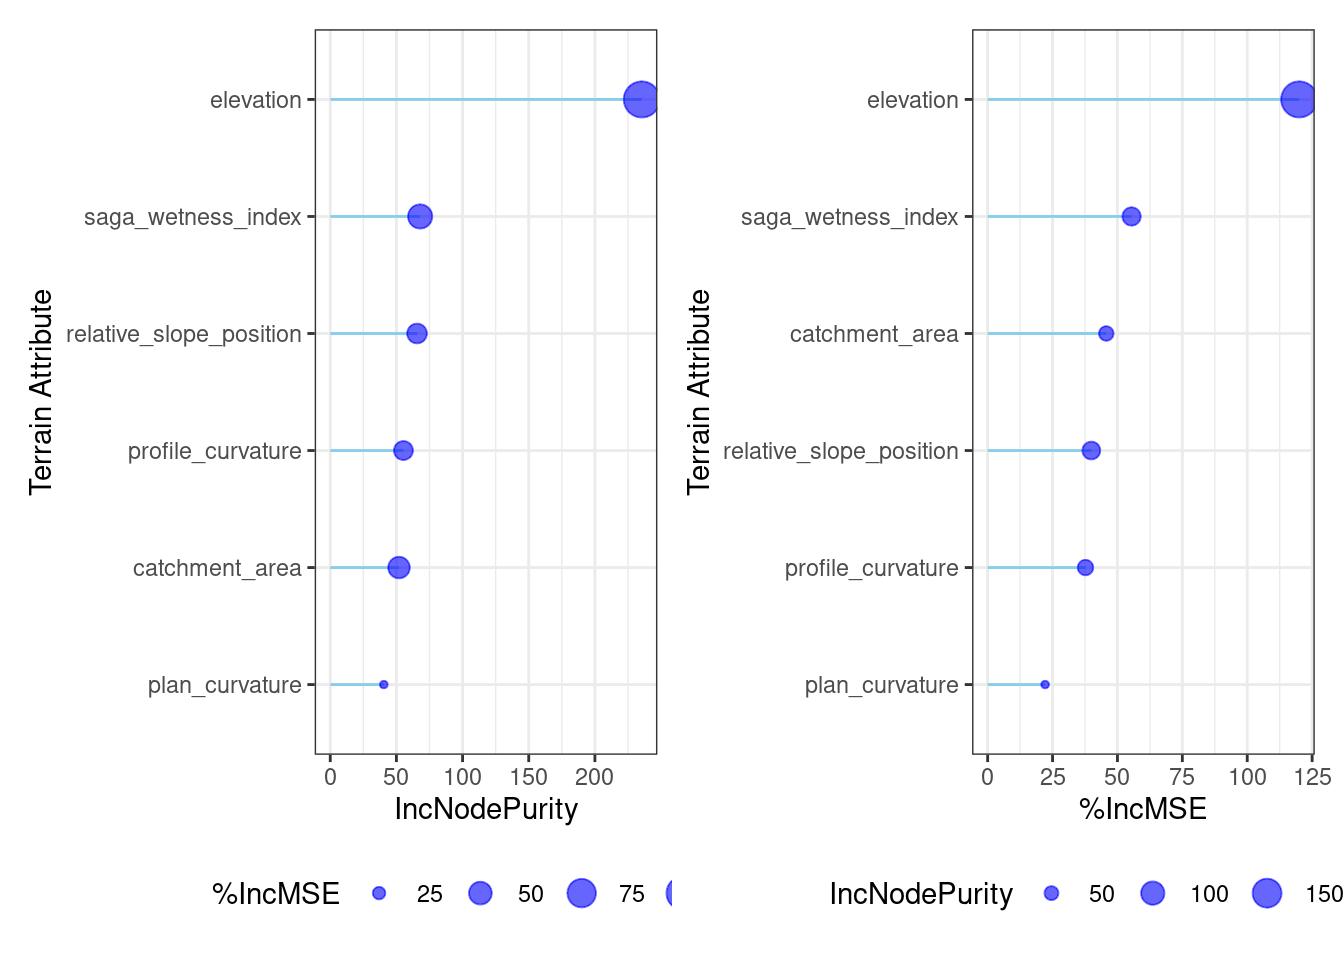 elevation
saga_wetness_index
relative_slope_position
profile_curvature
catchment_area
plan_curvature
Terrain Attribute
0 50 100 150 200
IncNodePurity
%IncMSE 25 50 75
elevation
saga_wetness_index
catchment_area
relative_slope_position
profile_curvature
plan_curvature
Terrain Attribute
0 25 50 75 100 125
%IncMSE
IncNodePurity 50 100 150